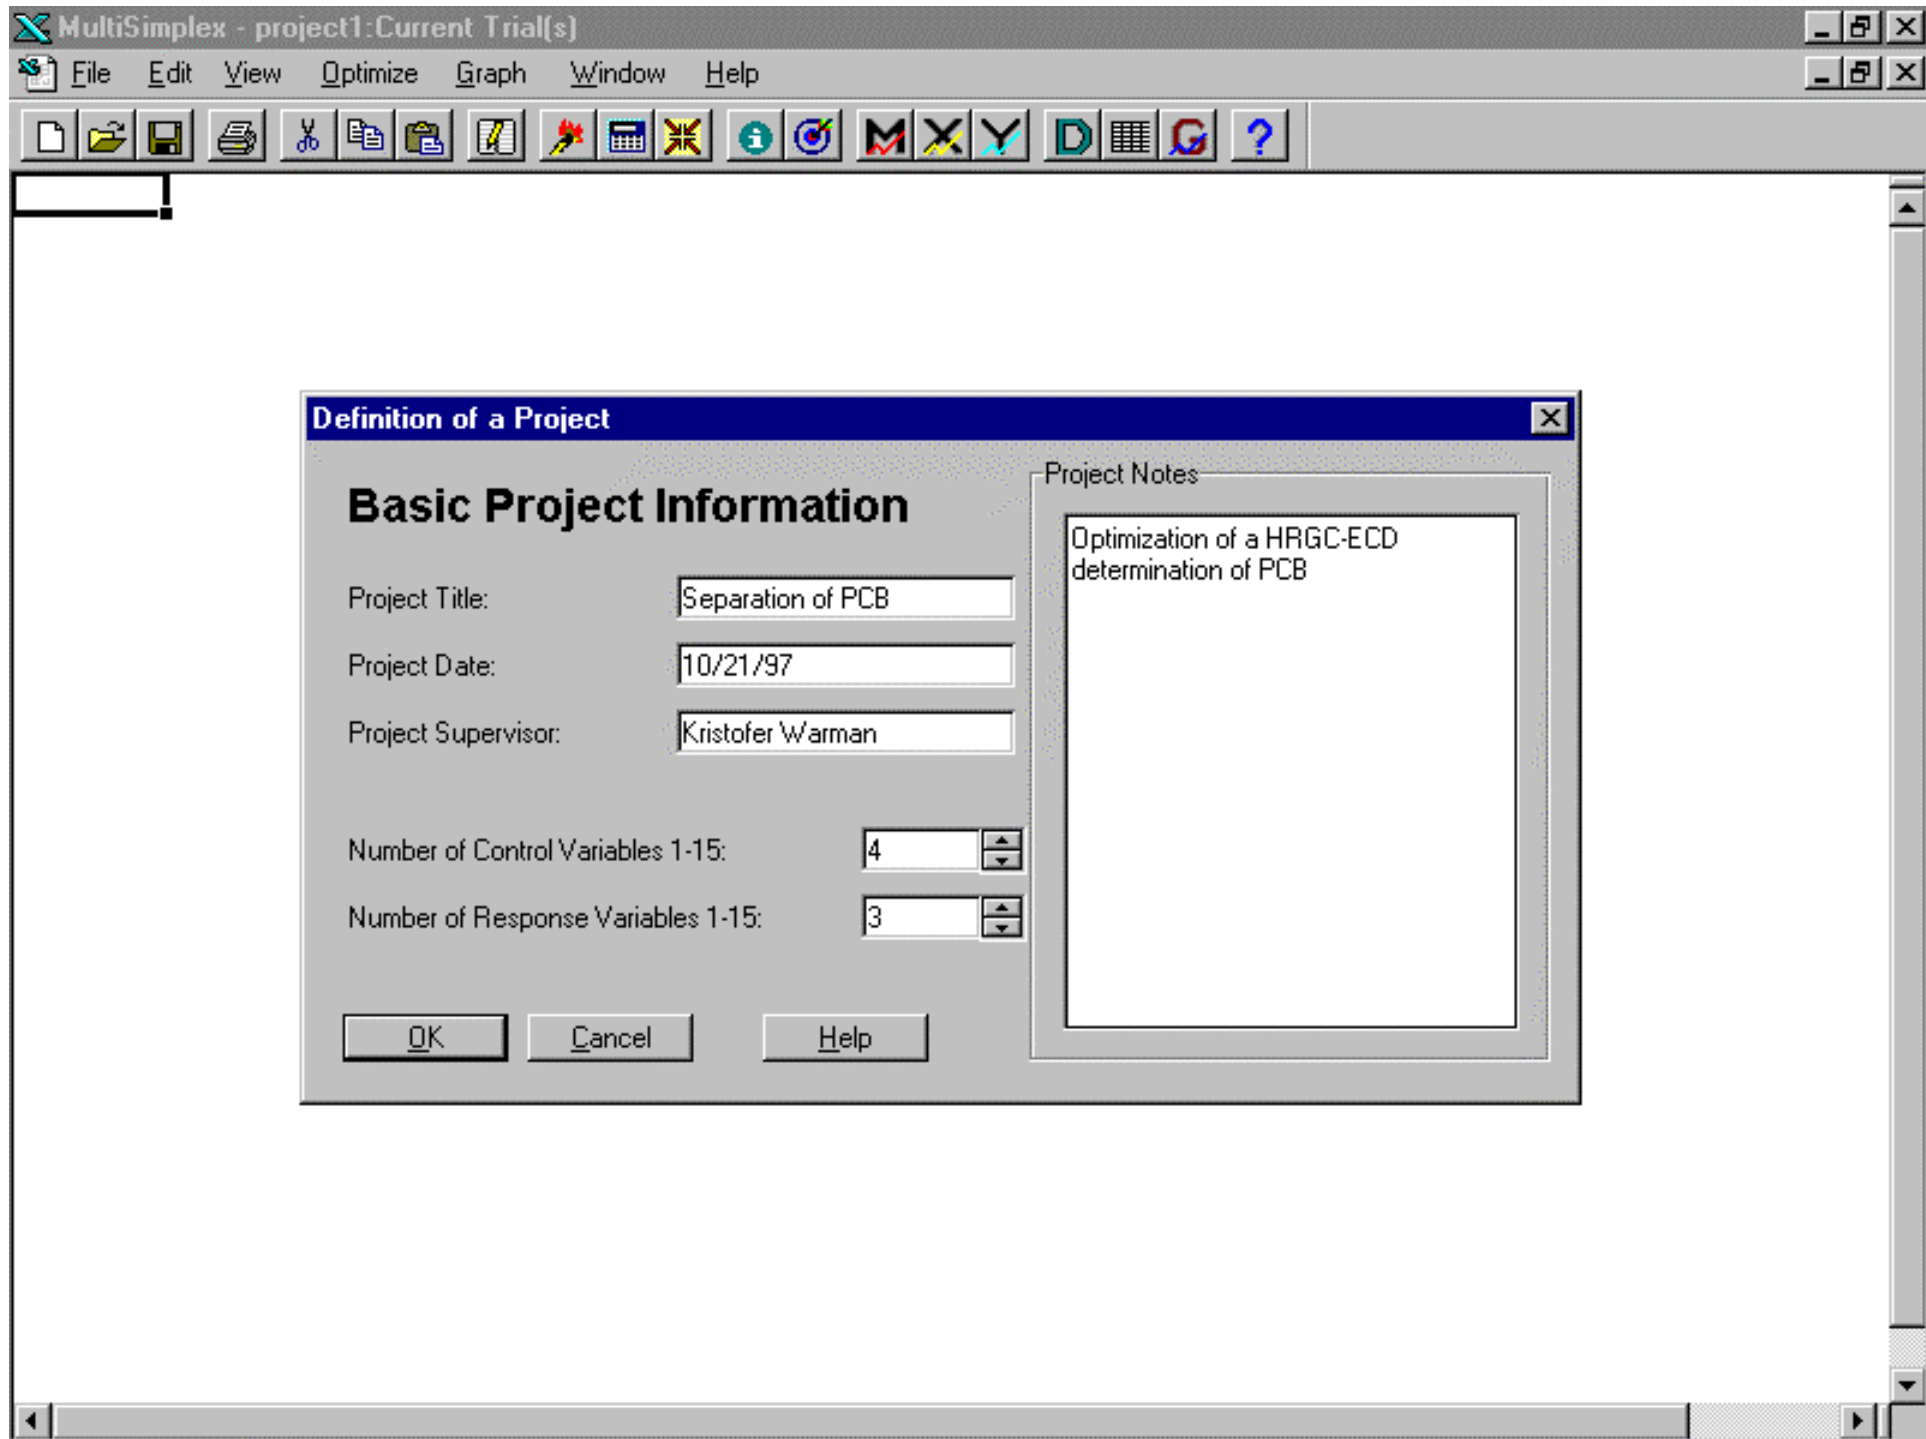 MultiSimplex - project1:Current Trial(s)
File Edit View Optimize Graph Window Help
M X Y D G ?
Definition of a Project
Basic Project Information
Project Title: Separation of PCB
Project Date: 10/21/97
Project Supervisor: Kristofer Warman
Number of Control Variables 1-15: 4
Number of Response Variables 1-15: 3
OK Cancel Help
Project Notes
Optimization of a HRGC-ECD
determination of PCB